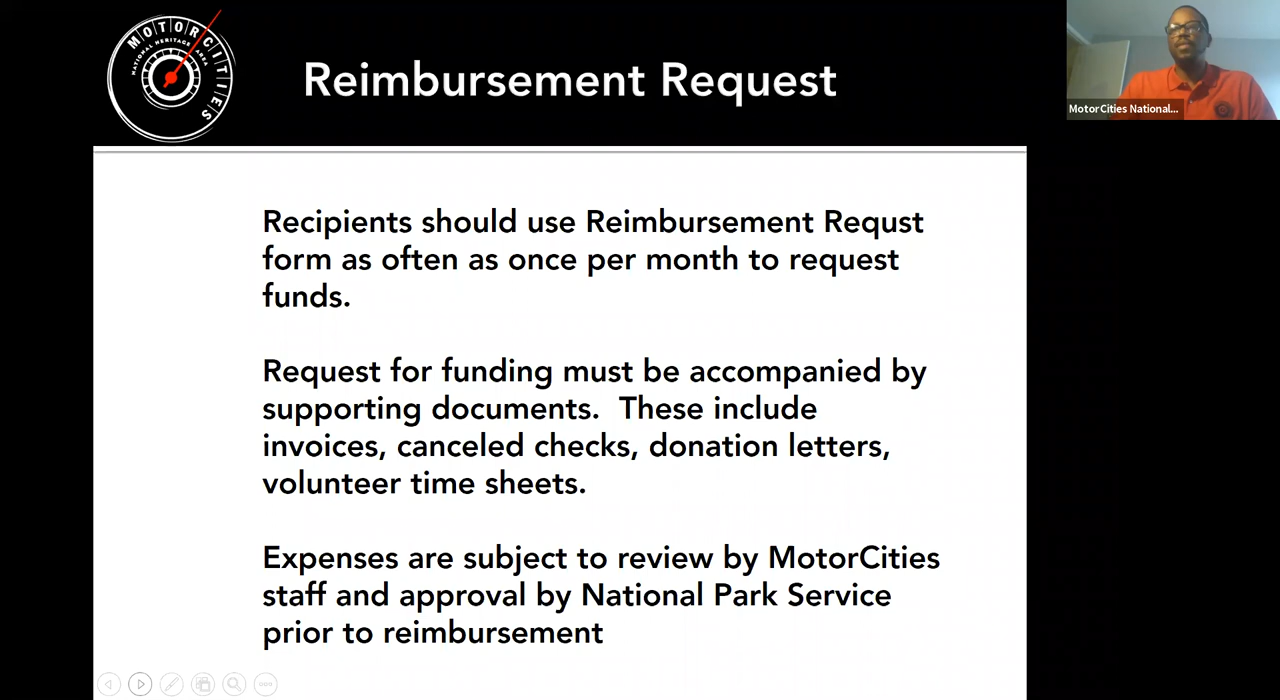 MOTORCITIES
NATIONAL HERITAGE AREA
Reimbursement Request
MotorCities National...
Recipients should use Reimbursement Requst
form as often as once per month to request
funds.
Request for funding must be accompanied by
supporting documents.  These include
invoices, canceled checks, donation letters,
volunteer time sheets.
Expenses are subject to review by MotorCities
staff and approval by National Park Service
prior to reimbursement